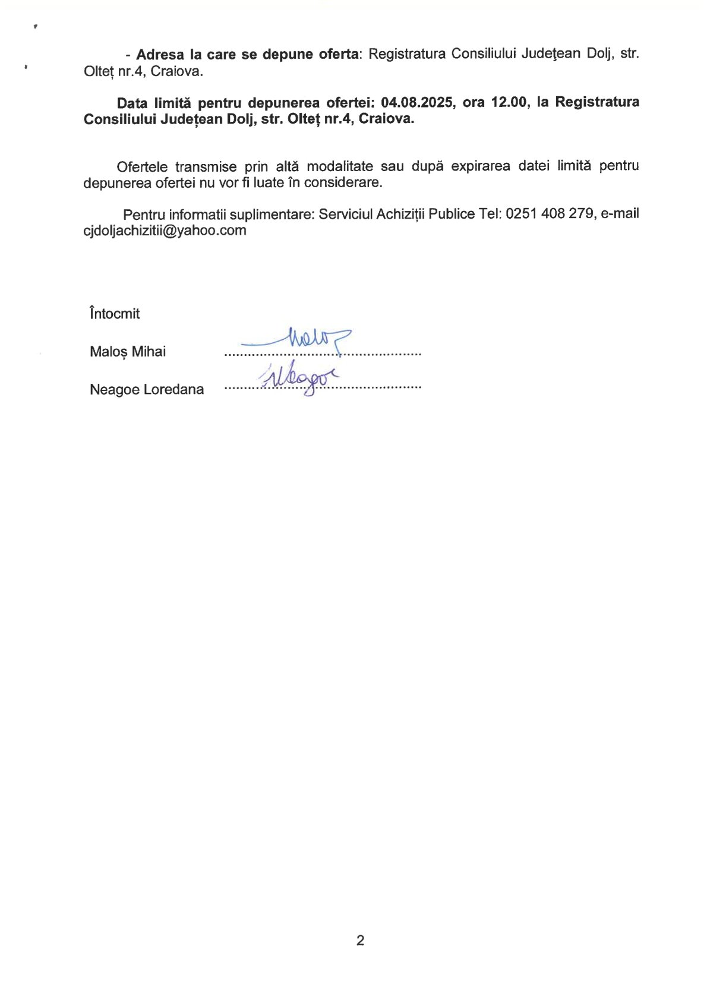 - Adresa la care se depune oferta: Registratura Consiliului Judeţean Dolj, str.
Olteț nr.4, Craiova.
Data limită pentru depunerea ofertei: 04.08.2025, ora 12.00, la Registratura
Consiliului Județean Dolj, str. Olteț nr.4, Craiova.
Ofertele transmise prin altă modalitate sau după expirarea datei limită pentru
depunerea ofertei nu vor fi luate în considerare.
Pentru informatii suplimentare: Serviciul Achiziții Publice Tel: 0251 408 279, e-mail
cjdoljachizitii@yahoo.com
Întocmit
Maloș Mihai ..................................................
Neagoe Loredana ..................................................
2